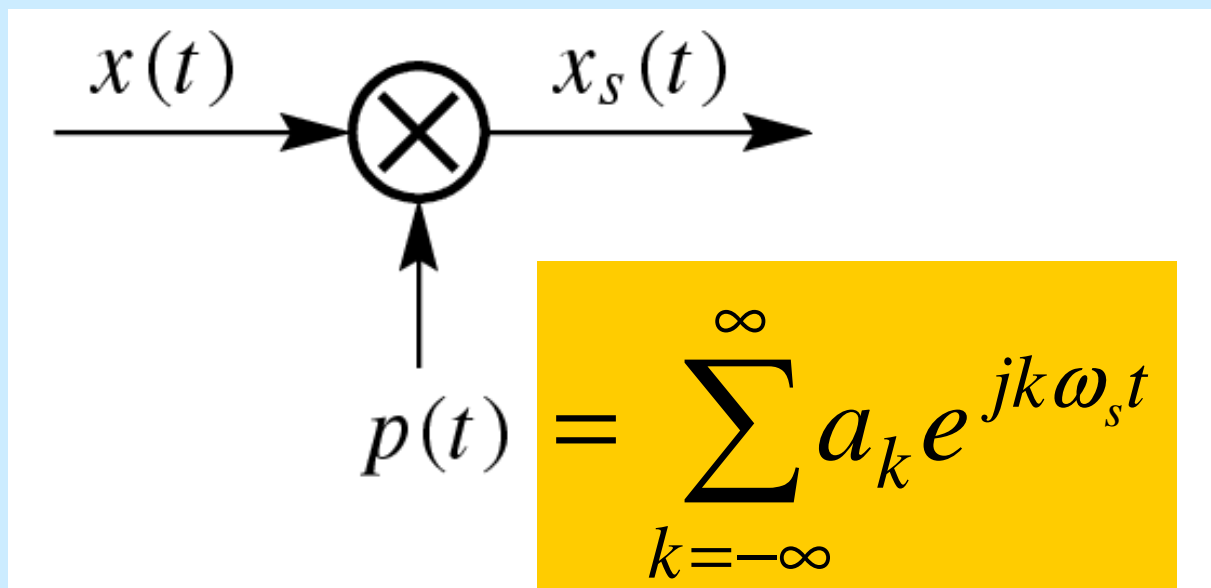 x(t) x_s(t)
p(t) = ∑_{k=-∞}^{∞} a_k e^{jkω_s t}